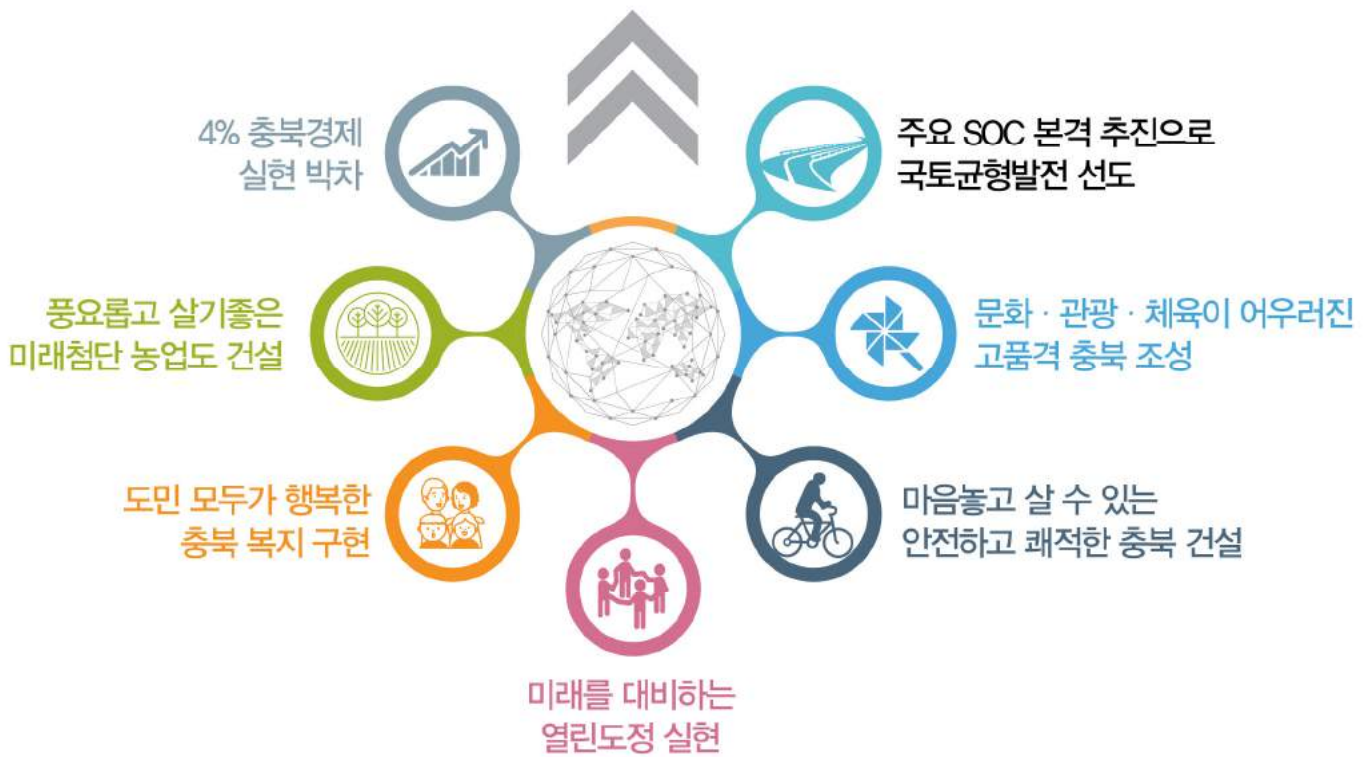 4% 충북경제
실현 박차
주요 SOC 본격 추진으로
국토균형발전 선도
풍요롭고 살기좋은
미래첨단 농업도 건설
문화 · 관광 · 체육이 어우러진
고품격 충북 조성
도민 모두가 행복한
충북 복지 구현
마음놓고 살 수 있는
안전하고 쾌적한 충북 건설
미래를 대비하는
열린도정 실현